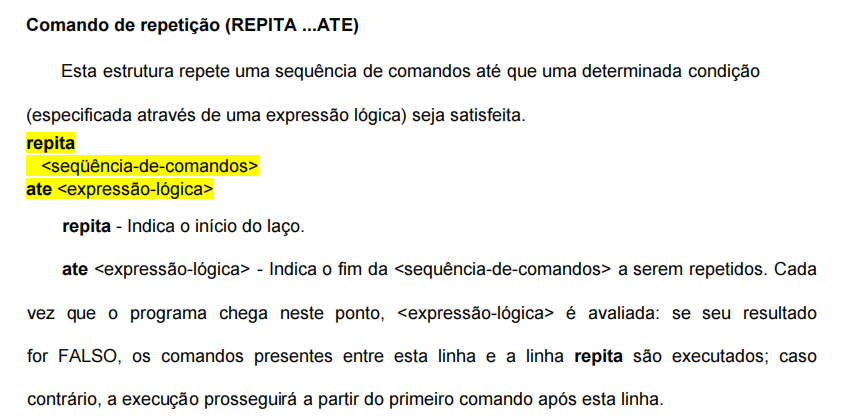 Comando de repetição (REPITA ...ATE)
Esta estrutura repete uma sequência de comandos até que uma determinada condição
(especificada através de uma expressão lógica) seja satisfeita.
repita
<seqüência-de-comandos>
ate <expressão-lógica>
repita - Indica o início do laço.
ate <expressão-lógica> - Indica o fim da <sequência-de-comandos> a serem repetidos. Cada
vez que o programa chega neste ponto, <expressão-lógica> é avaliada: se seu resultado
for FALSO, os comandos presentes entre esta linha e a linha repita são executados; caso
contrário, a execução prosseguirá a partir do primeiro comando após esta linha.